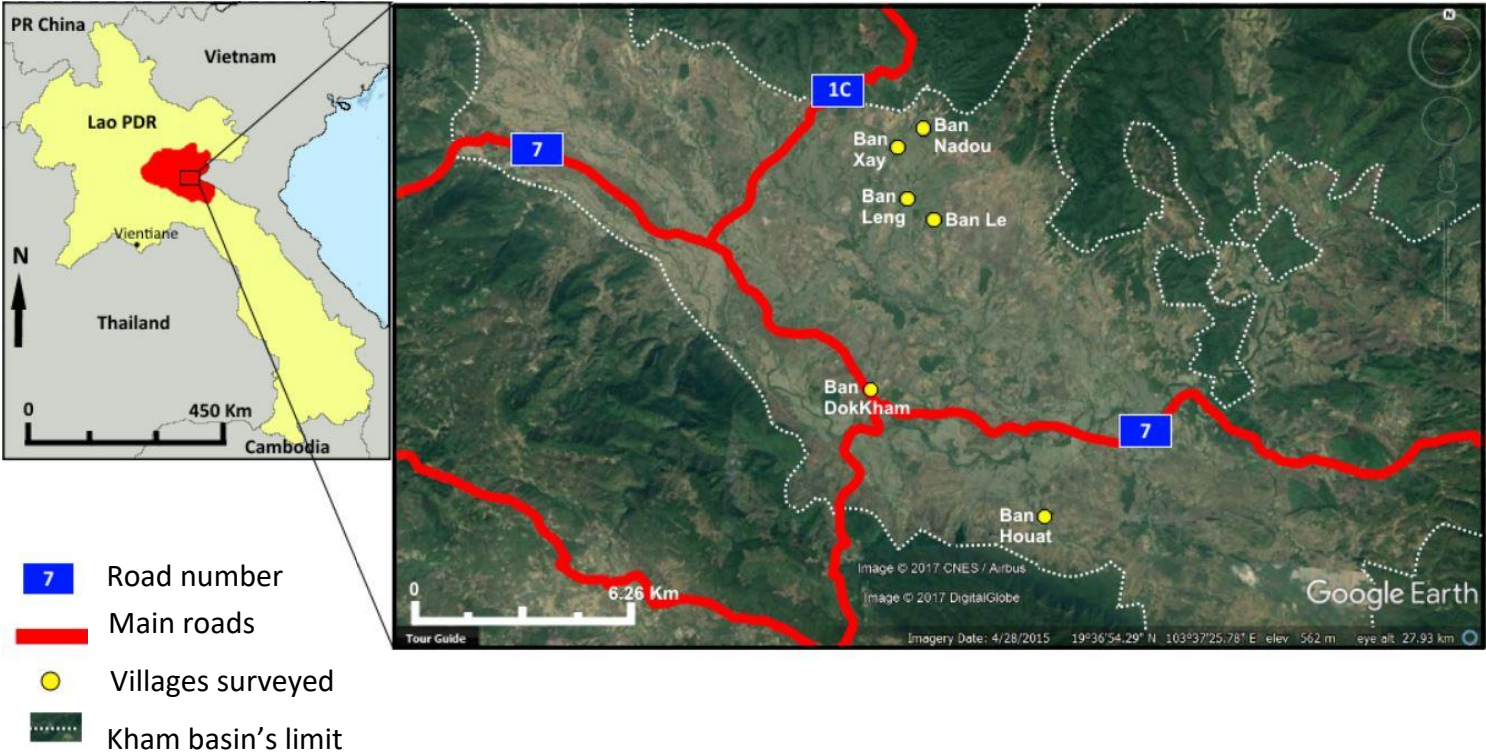 PR China
Vietnam
Lao PDR
Vientiane
N
Thailand
0 450 Km
Cambodia
7
Road number
Main roads
Villages surveyed
Kham basin's limit
N
1C
7
Ban
Nadou
Ban
Xay
Ban
Leng
Ban Le
Ban
DokKham
7
Ban
Houat
Image © 2017 CNES / Airbus
Image © 2017 DigitalGlobe
0 6.26 Km
Google Earth
Tour Guide
Imagery Date: 4/28/2015 19°36'54.29" N 103°37'25.78" E elev 562 m eye alt 27.93 km